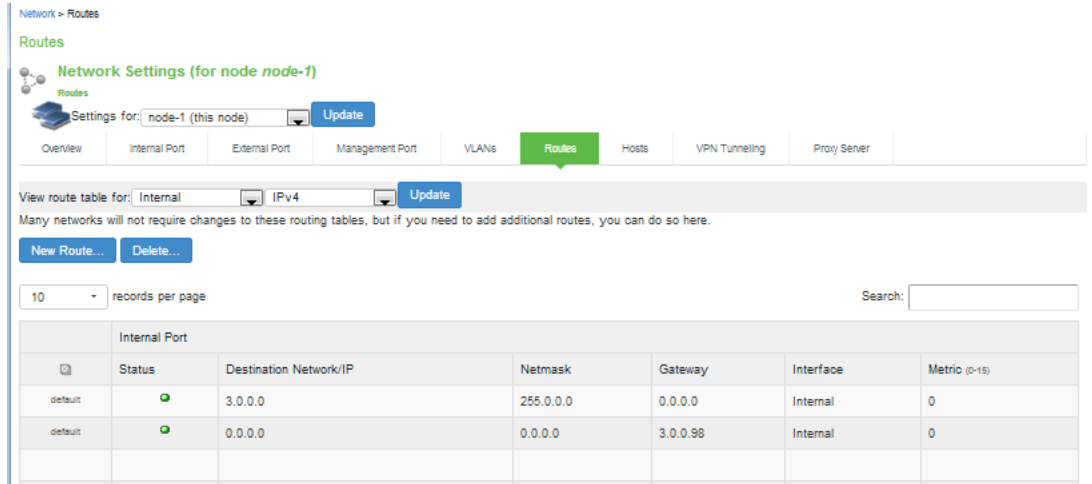 Network > Routes
Routes
Network Settings (for node node-1)
Routes
Settings for: node-1 (this node) Update
Overview Internal Port External Port Management Port VLANs Routes Hosts VPN Tunneling Proxy Server
View route table for: Internal IPv4 Update
Many networks will not require changes to these routing tables, but if you need to add additional routes, you can do so here.
New Route... Delete...
10 records per page Search:
Internal Port
Status Destination Network/IP Netmask Gateway Interface Metric (0-15)
default 3.0.0.0 255.0.0.0 0.0.0.0 Internal 0
default 0.0.0.0 0.0.0.0 3.0.0.98 Internal 0